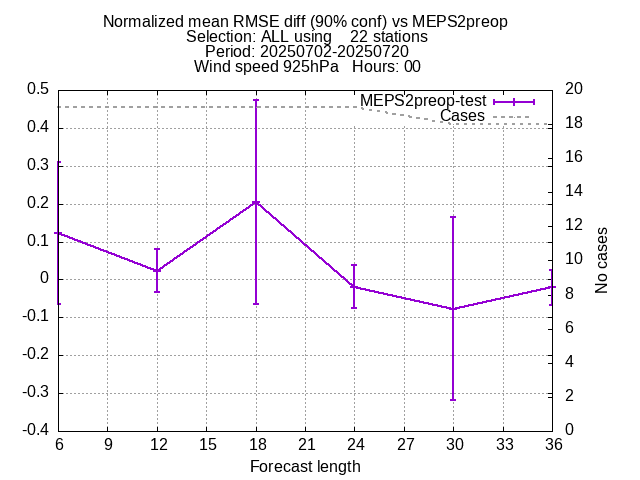 Normalized mean RMSE diff (90% conf) vs MEPS2preop
Selection: ALL using    22 stations
Period: 20250702-20250720
Wind speed 925hPa   Hours: 00
MEPS2preop-test
Cases
0.5
0.4
0.3
0.2
0.1
0
-0.1
-0.2
-0.3
-0.4
20
18
16
14
12
10
8
6
4
2
0
No cases
6 9 12 15 18 21 24 27 30 33 36
Forecast length